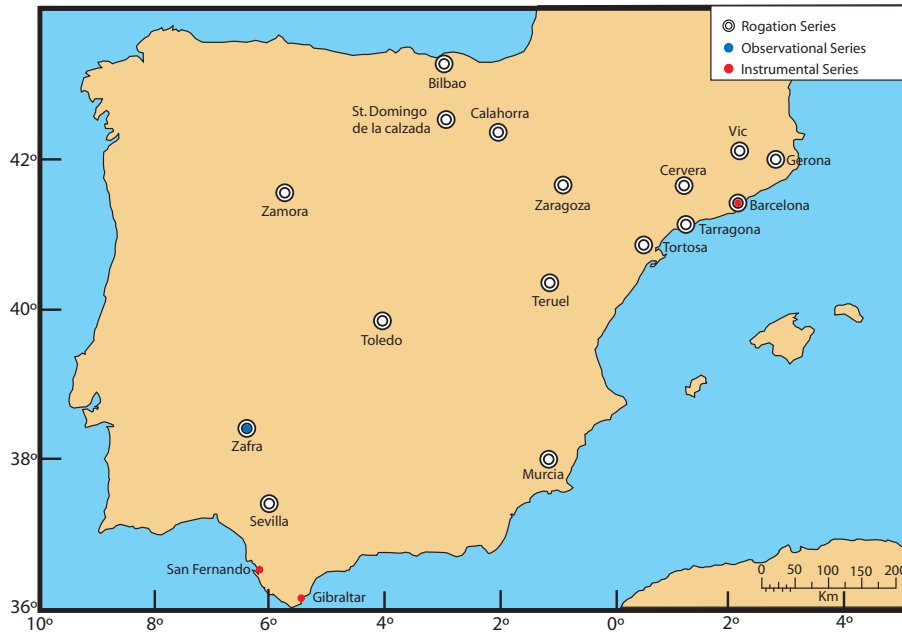 Rogation Series
Observational Series
Instrumental Series
Bilbao
St. Domingo
de la calzada
Calahorra
Vic
42º
Gerona
Cervera
Zamora
Zaragoza
Barcelona
Tarragona
Tortosa
Teruel
40º
Toledo
Zafra
38º
Murcia
Sevilla
San Fernando
Gibraltar
0 50 100 150 200
Km
36º
10º 8º 6º 4º 2º 0º 2º 4º